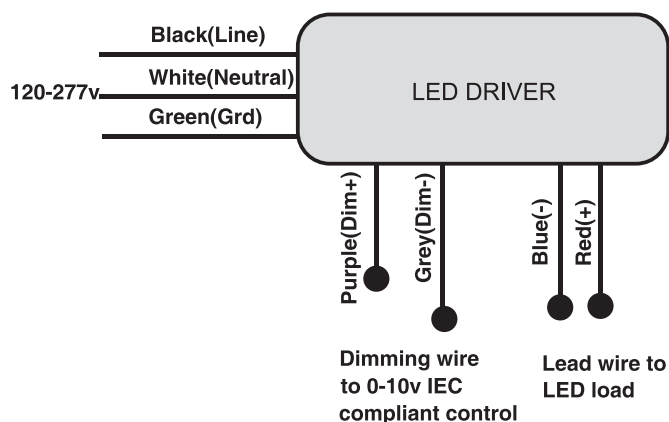 Black(Line)
120-277v
White(Neutral)
Green(Grd)
LED DRIVER
Purple(Dim+)
Grey(Dim-)
Blue(-)
Red(+)
Dimming wire
to 0-10v IEC
compliant control
Lead wire to
LED load